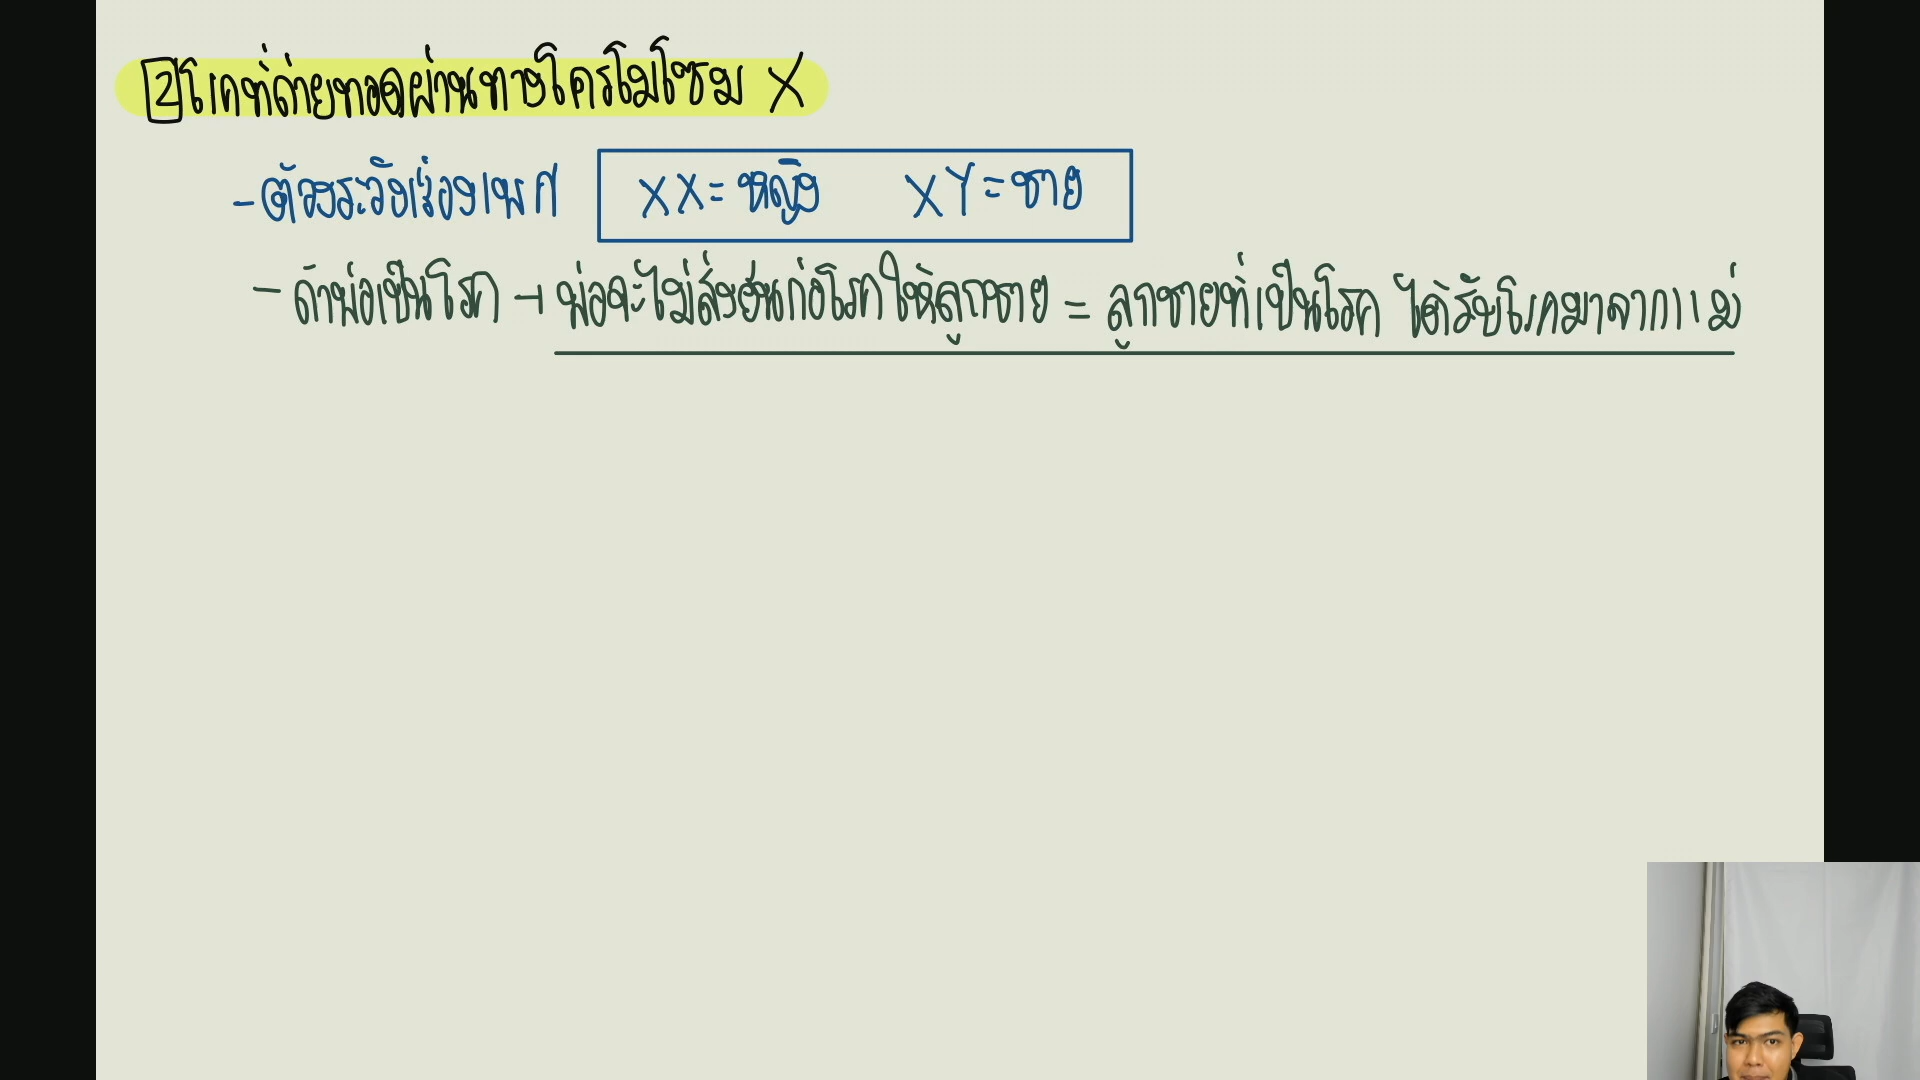 2 โรคที่ถ่ายทอดผ่านทางโครโมโซม X
- ต้องระวังเรื่องเพศ XX = หญิง XY = ชาย
- ถ้าพ่อเป็นโรค → พ่อจะไม่ส่งยีนก่อโรคให้ลูกชาย = ลูกชายที่เป็นโรค ได้รับโรคมาจากแม่